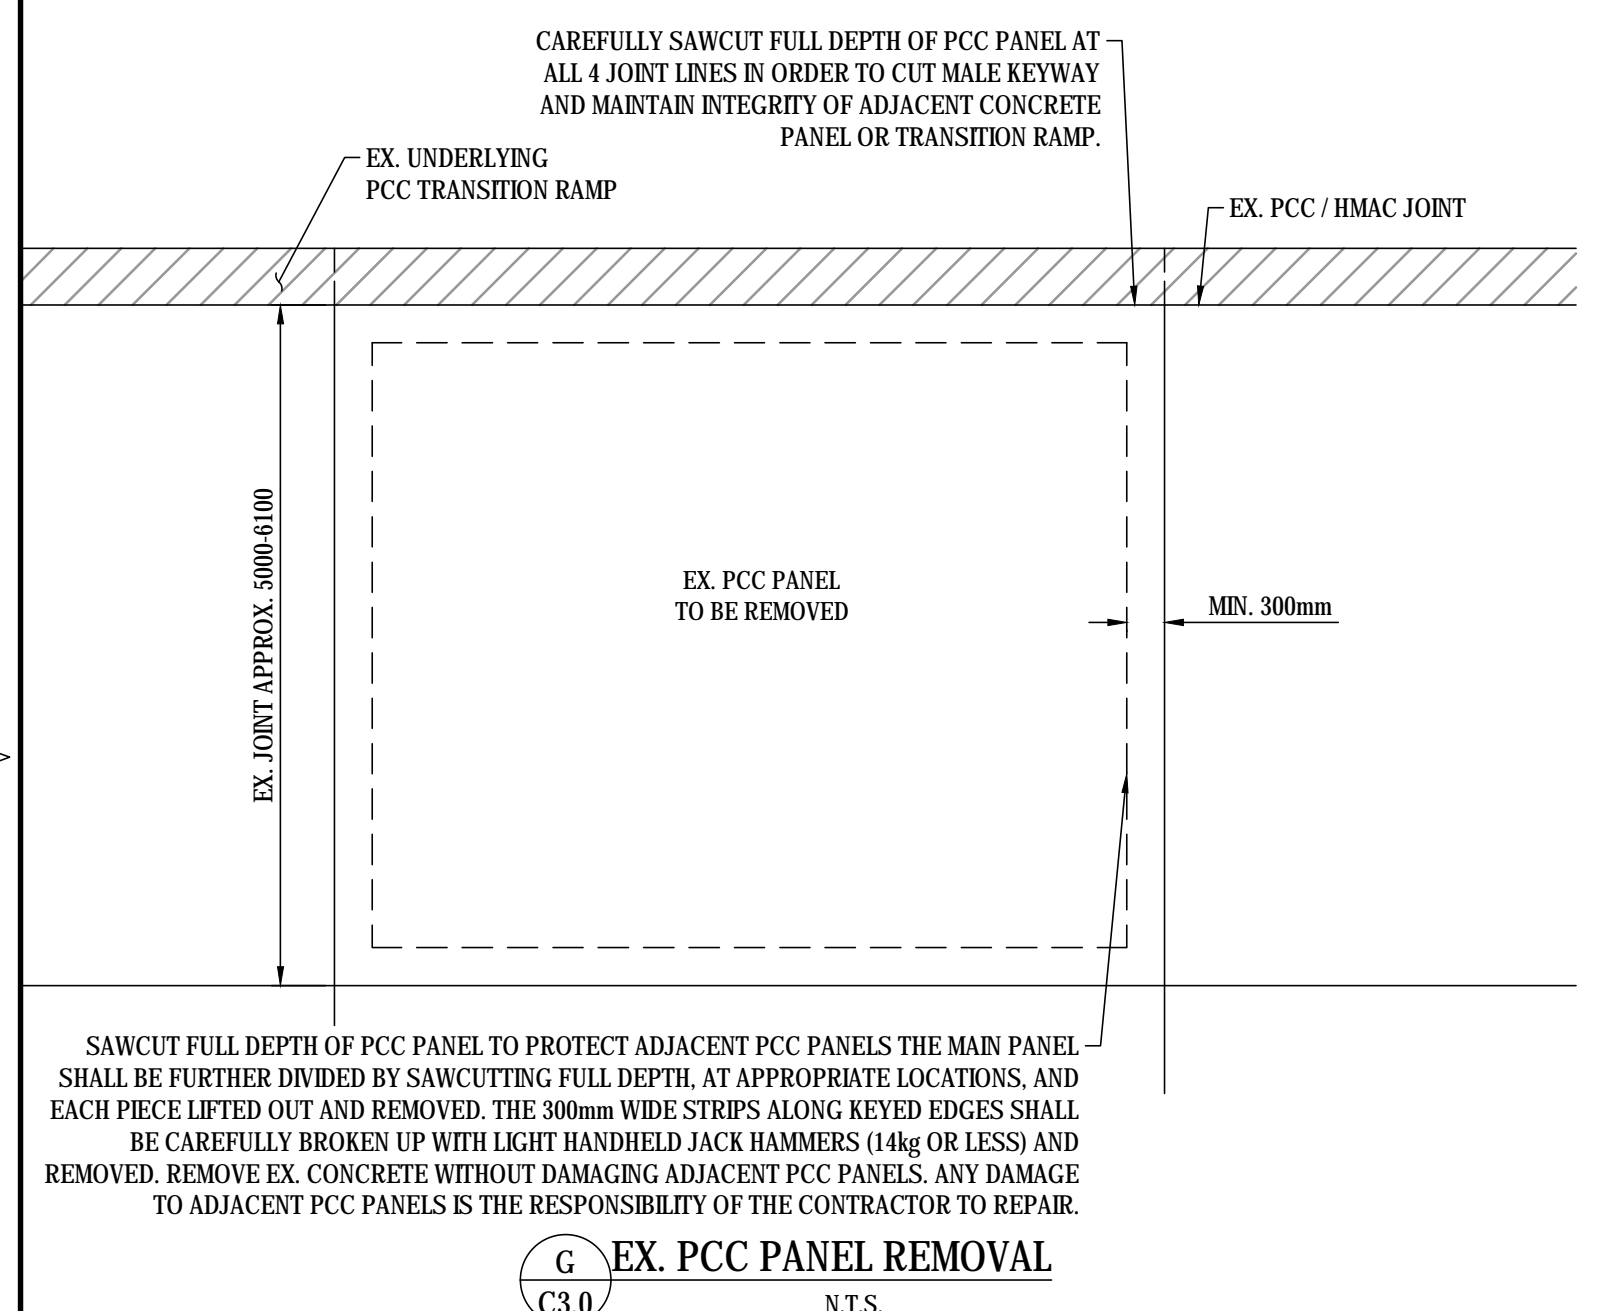 CAREFULLY SAWCUT FULL DEPTH OF PCC PANEL AT
ALL 4 JOINT LINES IN ORDER TO CUT MALE KEYWAY
AND MAINTAIN INTEGRITY OF ADJACENT CONCRETE
PANEL OR TRANSITION RAMP.
EX. UNDERLYING
PCC TRANSITION RAMP
EX. PCC / HMAC JOINT
EX. JOINT APPROX. 5000-6100
EX. PCC PANEL
TO BE REMOVED
MIN. 300mm
SAWCUT FULL DEPTH OF PCC PANEL TO PROTECT ADJACENT PCC PANELS THE MAIN PANEL
SHALL BE FURTHER DIVIDED BY SAWCUTTING FULL DEPTH, AT APPROPRIATE LOCATIONS, AND
EACH PIECE LIFTED OUT AND REMOVED. THE 300mm WIDE STRIPS ALONG KEYED EDGES SHALL
BE CAREFULLY BROKEN UP WITH LIGHT HANDHELD JACK HAMMERS (14kg OR LESS) AND
REMOVED. REMOVE EX. CONCRETE WITHOUT DAMAGING ADJACENT PCC PANELS. ANY DAMAGE
TO ADJACENT PCC PANELS IS THE RESPONSIBILITY OF THE CONTRACTOR TO REPAIR.
G
C3.0
EX. PCC PANEL REMOVAL
N.T.S.